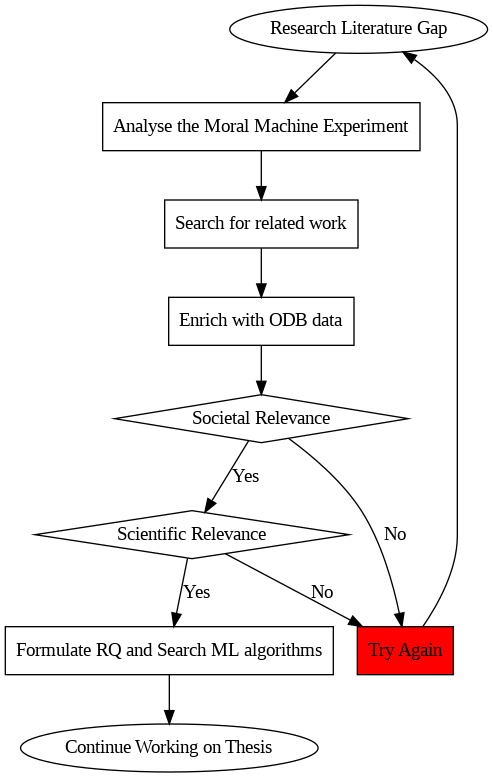 Research Literature Gap
Analyse the Moral Machine Experiment
Search for related work
Enrich with ODB data
Societal Relevance
Yes
Scientific Relevance
No
Yes
No
Formulate RQ and Search ML algorithms
Try Again
Continue Working on Thesis